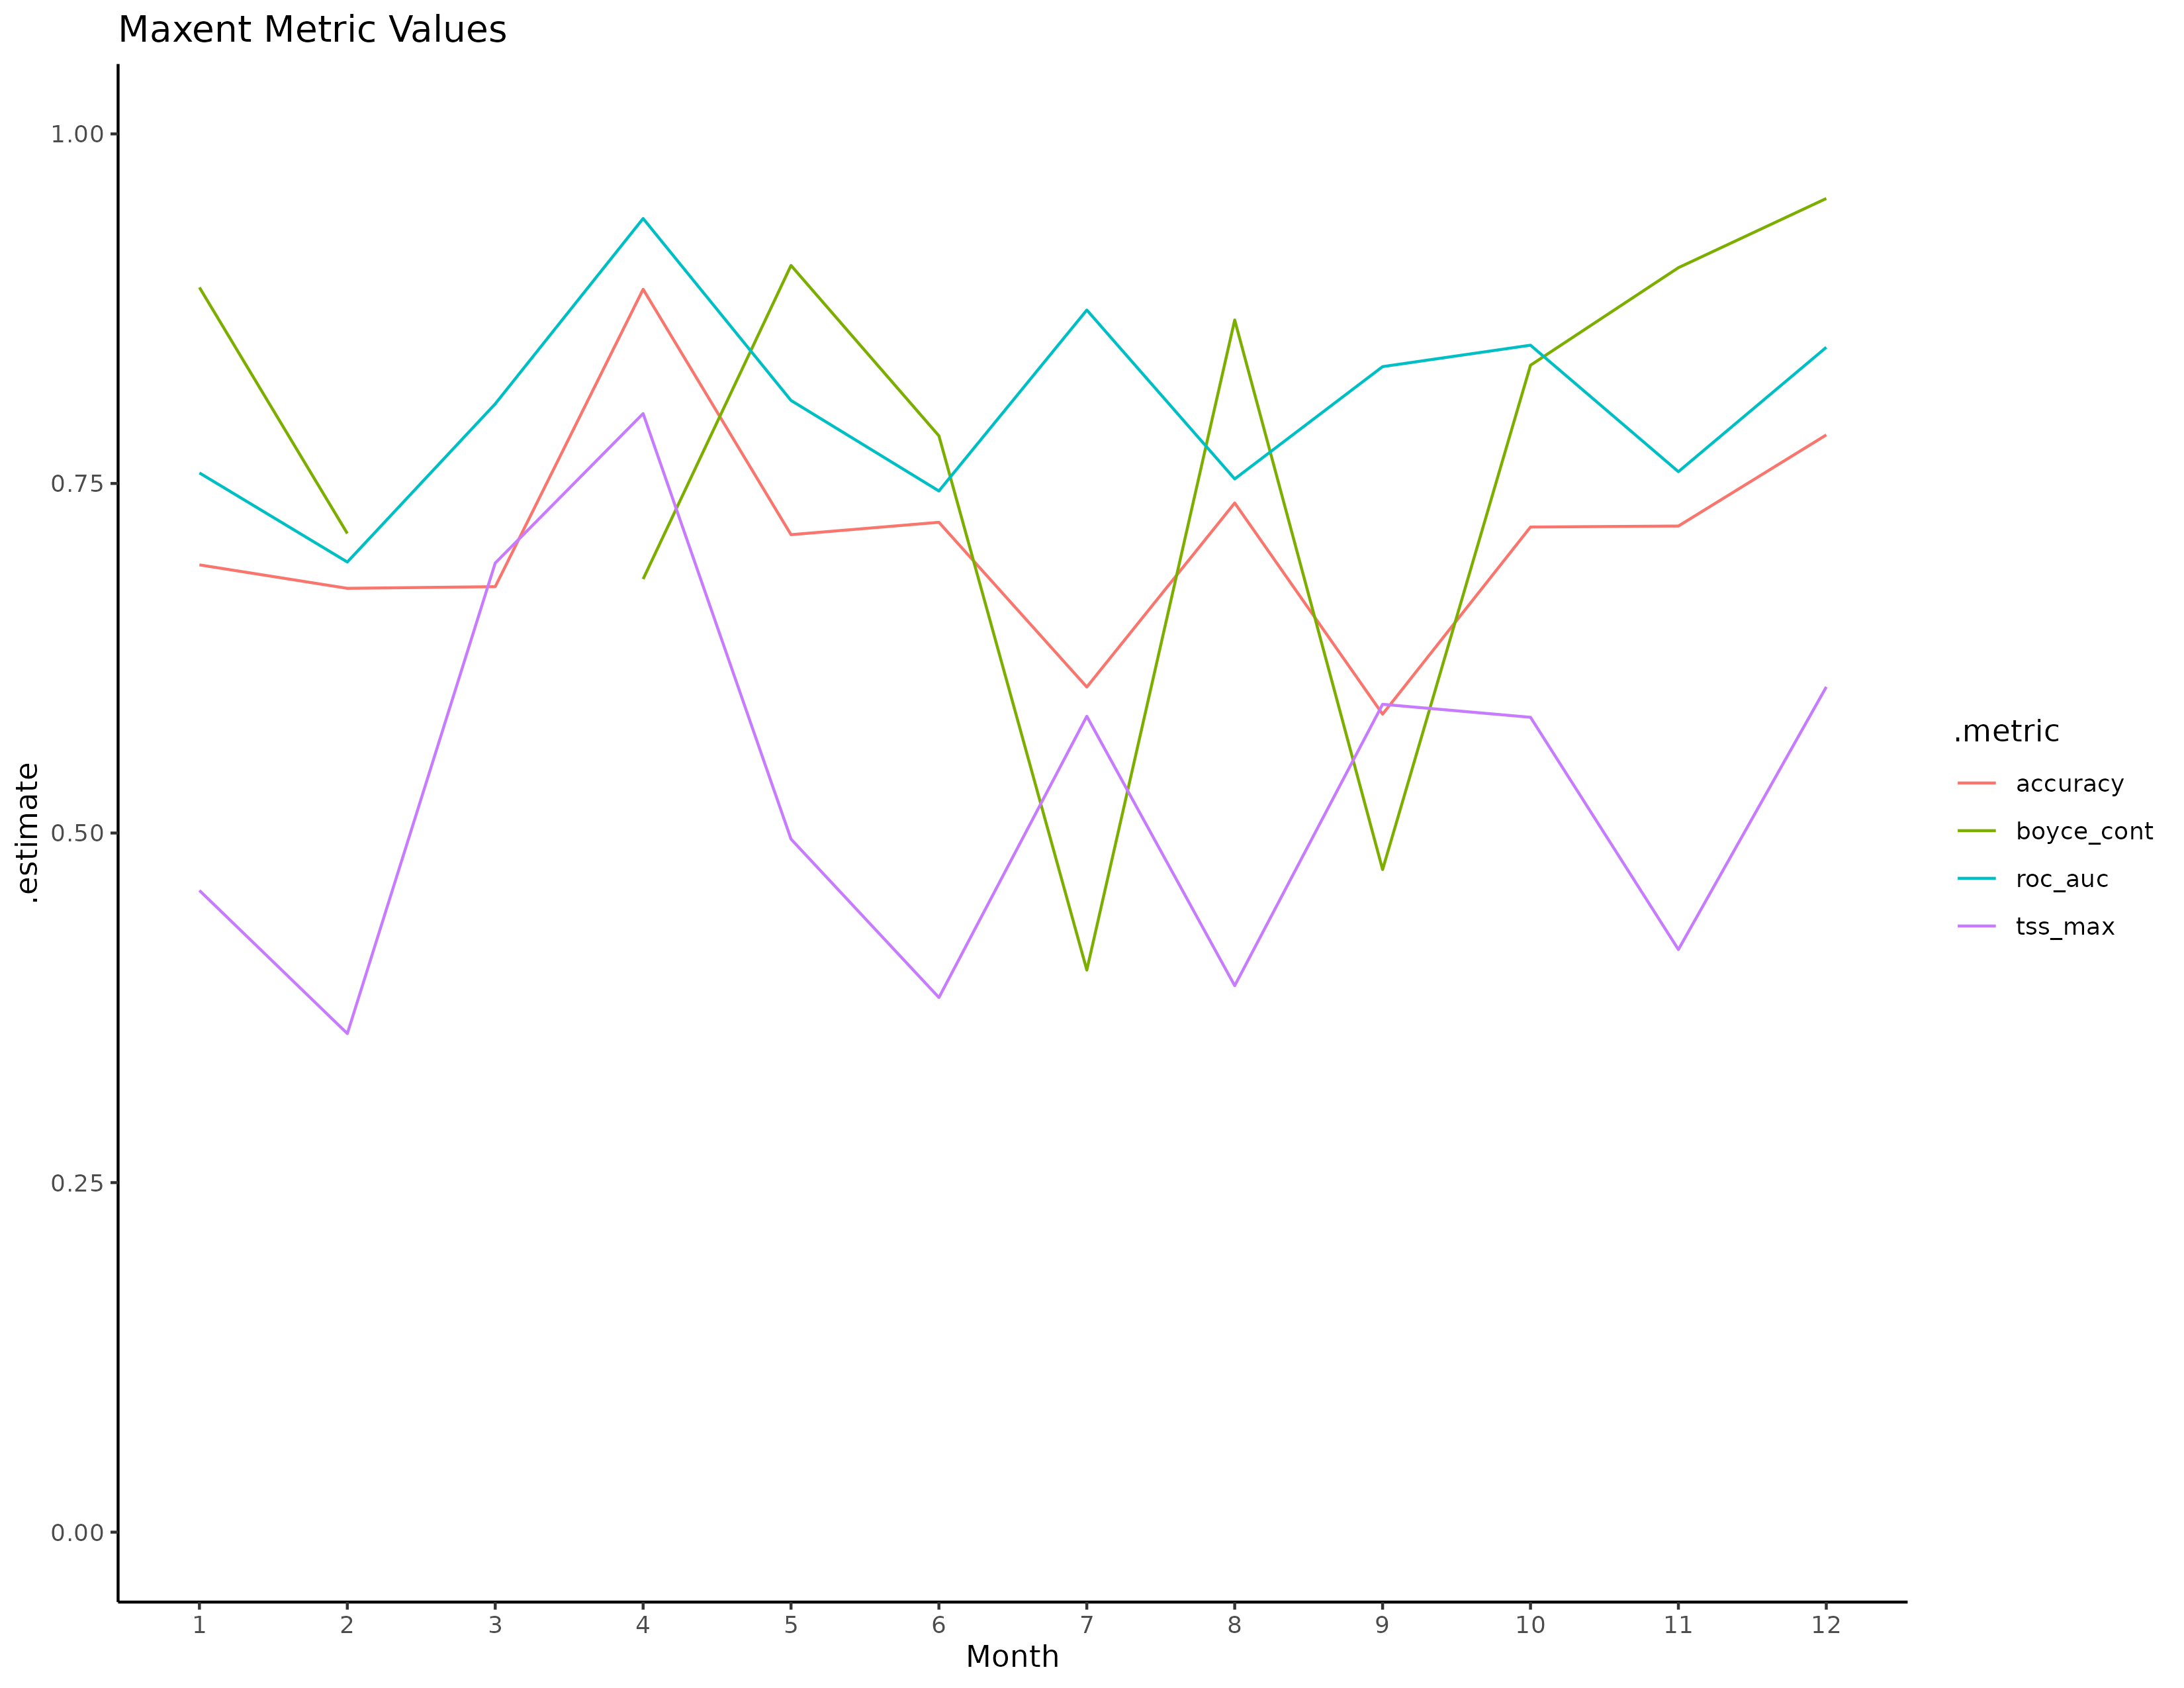 Maxent Metric Values
1.00
0.75
0.50
0.25
0.00
.estimate
1 2 3 4 5 6 7 8 9 10 11 12
Month
.metric
accuracy
boyce_cont
roc_auc
tss_max